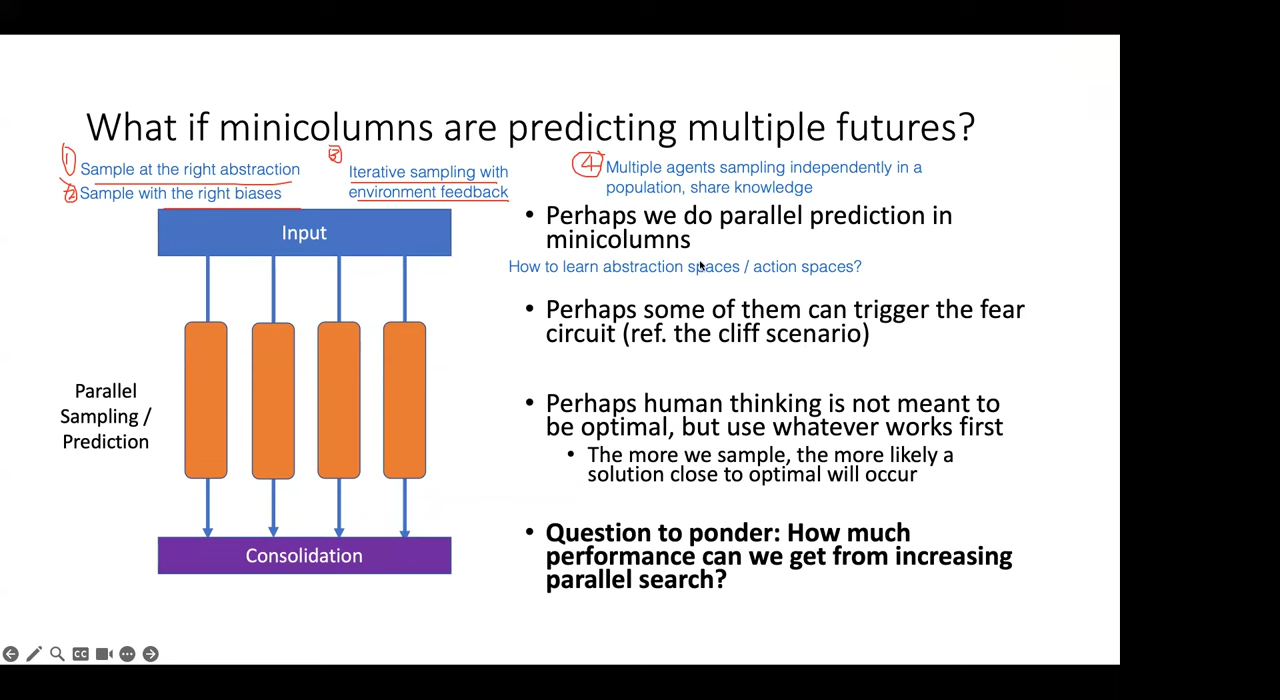 What if minicolumns are predicting multiple futures?
1 Sample at the right abstraction
2 Sample with the right biases
3 Iterative sampling with
environment feedback
4 Multiple agents sampling independently in a
population, share knowledge
Input
Parallel
Sampling /
Prediction
Consolidation
• Perhaps we do parallel prediction in
minicolumns
How to learn abstraction spaces / action spaces?
• Perhaps some of them can trigger the fear
circuit (ref. the cliff scenario)
• Perhaps human thinking is not meant to
be optimal, but use whatever works first
• The more we sample, the more likely a
solution close to optimal will occur
• Question to ponder: How much
performance can we get from increasing
parallel search?
CC